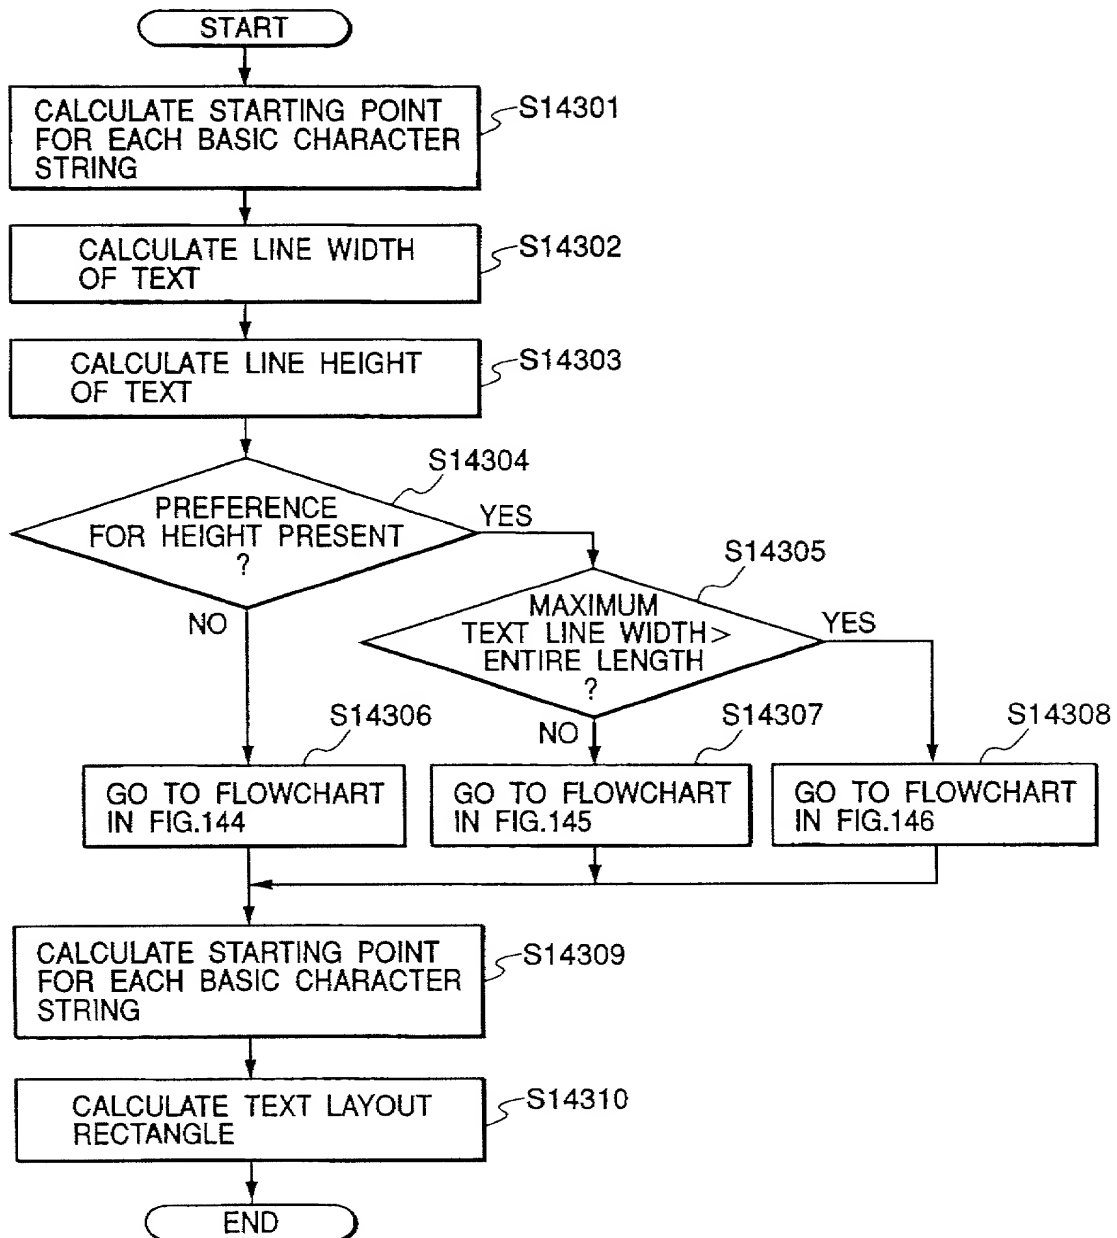 START
CALCULATE STARTING POINT
FOR EACH BASIC CHARACTER
STRING
S14301
CALCULATE LINE WIDTH
OF TEXT
S14302
CALCULATE LINE HEIGHT
OF TEXT
S14303
S14304
PREFERENCE
FOR HEIGHT PRESENT
?
YES
NO
S14305
MAXIMUM
TEXT LINE WIDTH>
ENTIRE LENGTH
?
YES
NO
S14306
GO TO FLOWCHART
IN FIG.144
S14307
GO TO FLOWCHART
IN FIG.145
S14308
GO TO FLOWCHART
IN FIG.146
CALCULATE STARTING POINT
FOR EACH BASIC CHARACTER
STRING
S14309
CALCULATE TEXT LAYOUT
RECTANGLE
S14310
END